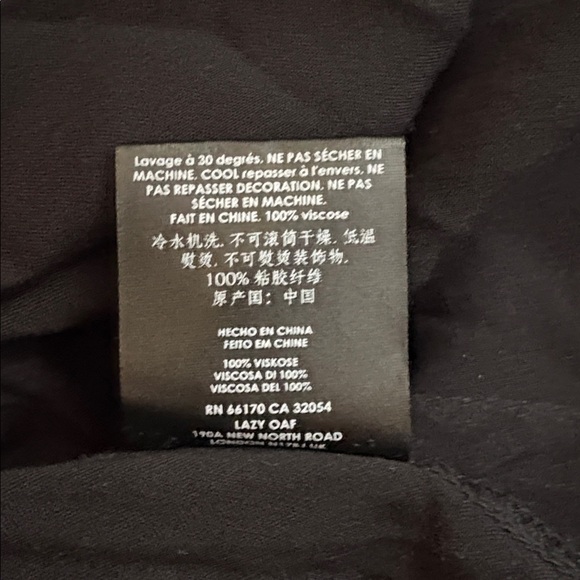 Lavage à 30 degrés. NE PAS SÉCHER EN
MACHINE. COOL repasser à l'envers. NE
PAS REPASSER DECORATION. NE PAS
SÉCHER EN MACHINE.
FAIT EN CHINE. 100% viscose
冷水机洗. 不可滚筒干燥. 低温
熨烫. 不可熨烫装饰物.
100% 粘胶纤维
原产国: 中国
HECHO EN CHINA
FEITO EM CHINE
100% VISKOSE
VISCOSA DI 100%
VISCOSA DEL 100%
RN 66170 CA 32054
LAZY OAF
190A NEW NORTH ROAD
LONDON N17BJ UK